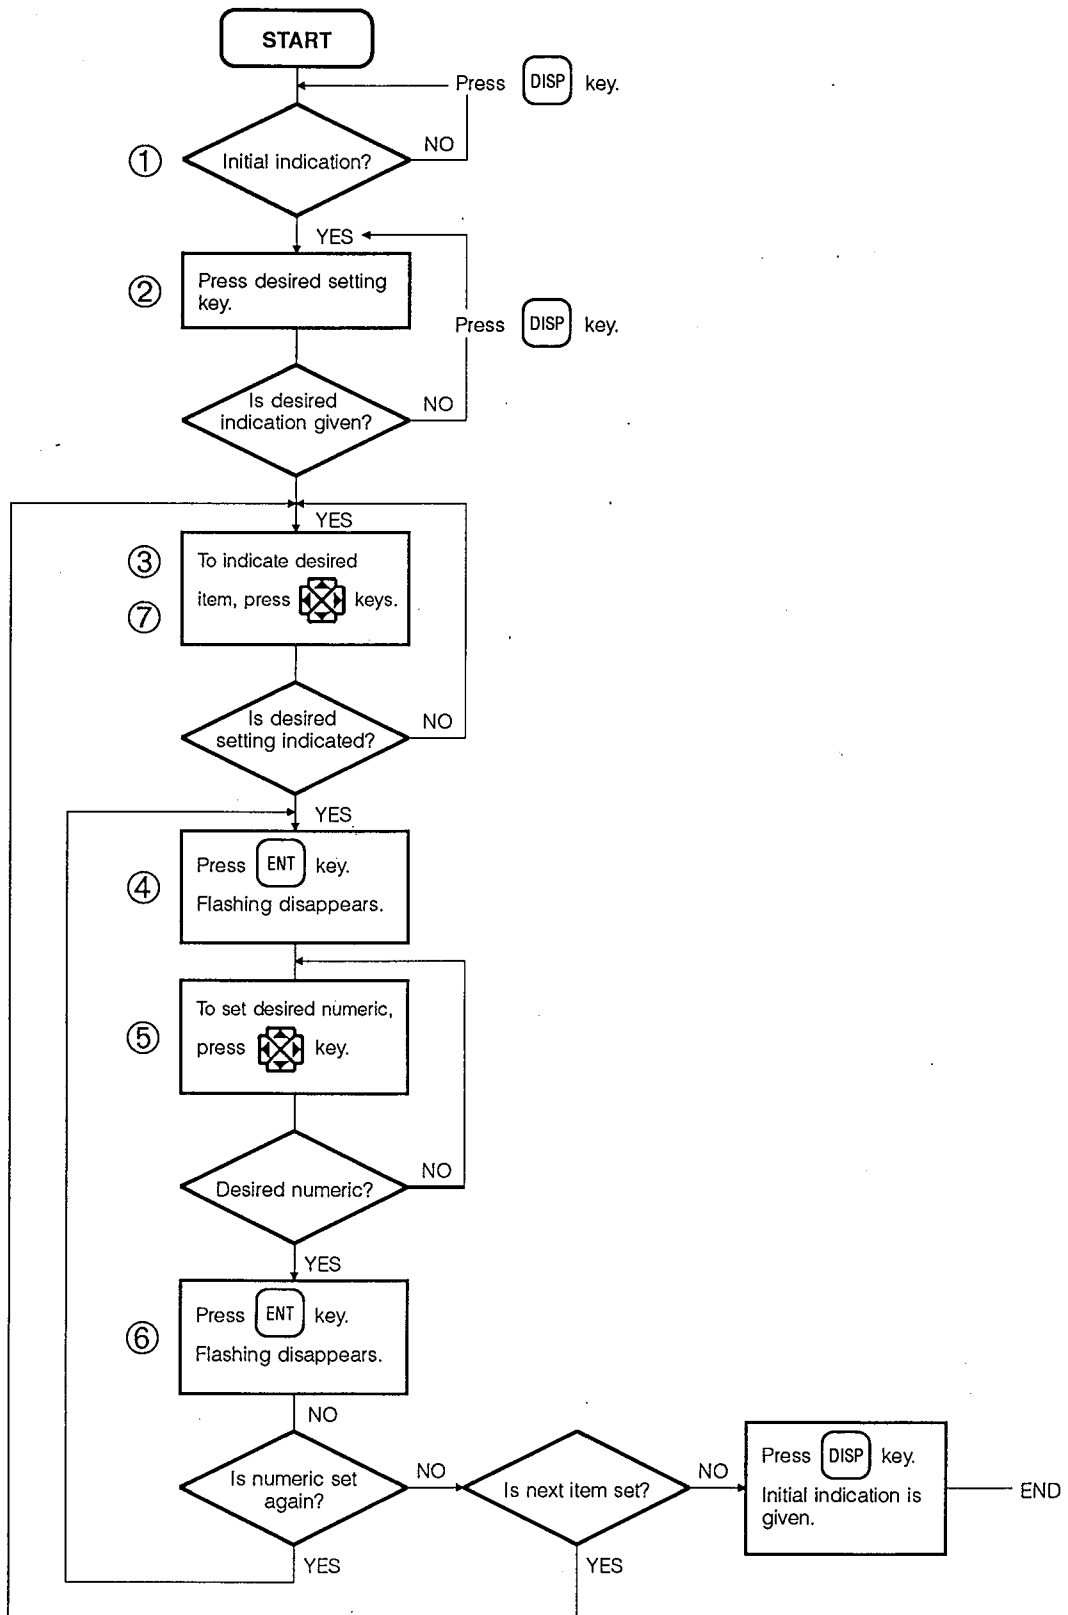 START
Press DISP key.
NO
① Initial indication?
YES
② Press desired setting
key.
Press DISP key.
Is desired
indication given?
NO
YES
③ To indicate desired
⑦ item, press keys.
Is desired
setting indicated?
NO
YES
Press ENT key.
④ Flashing disappears.
To set desired numeric,
⑤ press key.
NO
Desired numeric?
YES
Press ENT key.
⑥ Flashing disappears.
NO
Is numeric set
again?
NO
Is next item set?
NO
Press DISP key.
Initial indication is
given.
END
YES
YES